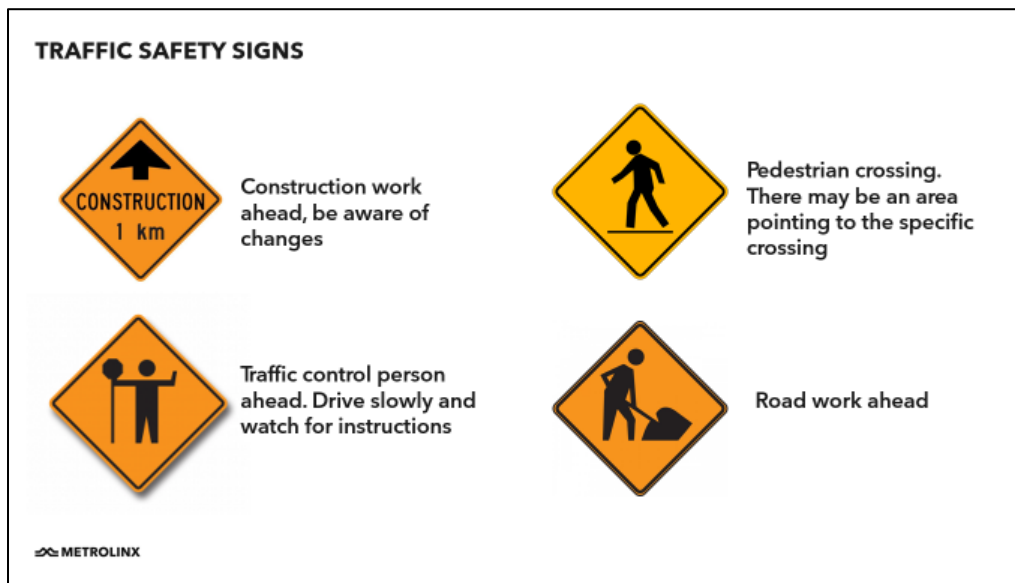 TRAFFIC SAFETY SIGNS
CONSTRUCTION
1 km
Construction work
ahead, be aware of
changes
Pedestrian crossing.
There may be an area
pointing to the specific
crossing
Traffic control person
ahead. Drive slowly and
watch for instructions
Road work ahead
METROLINX